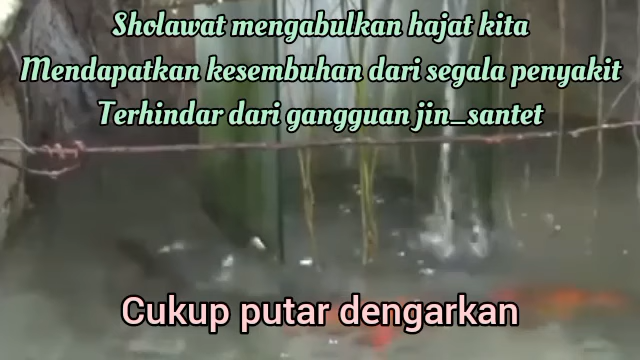 Sholawat mengabulkan hajat kita
Mendapatkan kesembuhan dari segala penyakit
Terhindar dari gangguan jin_santet
Cukup putar dengarkan